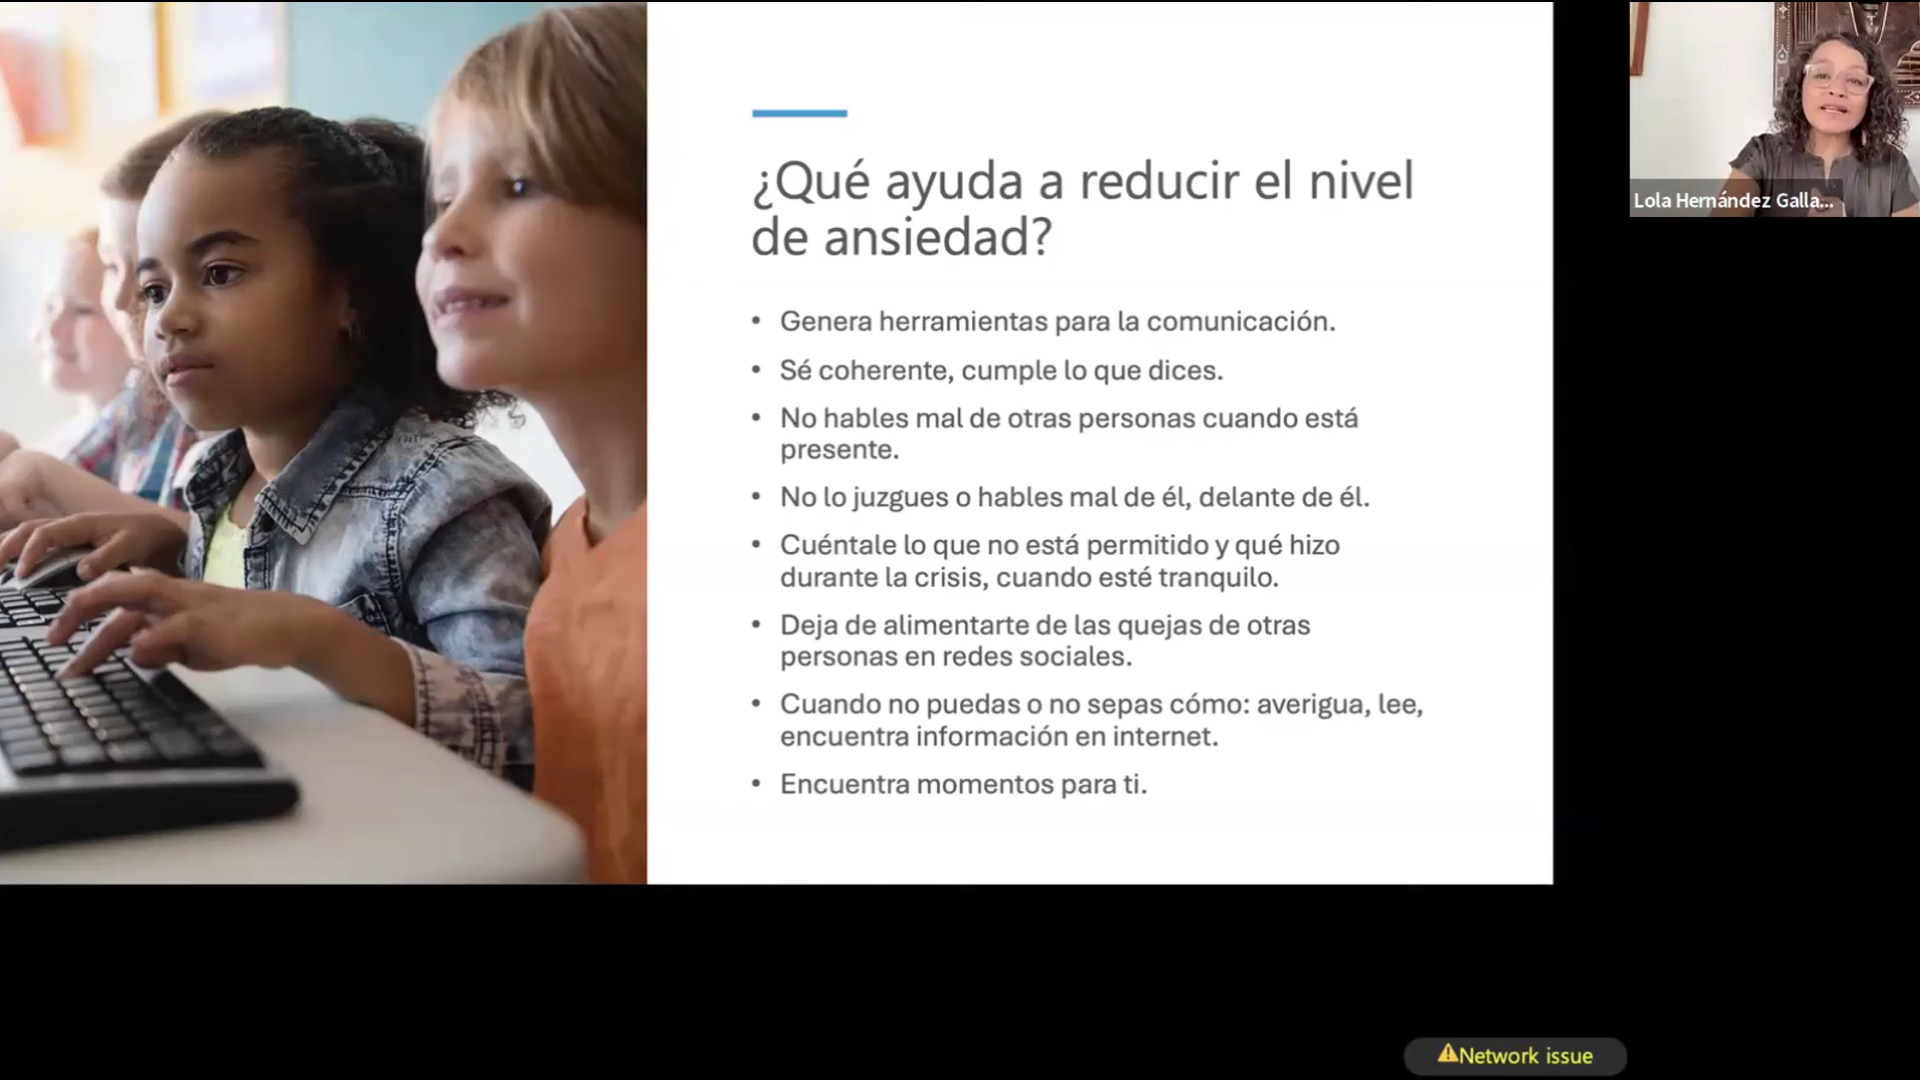 ¿Qué ayuda a reducir el nivel
de ansiedad?
• Genera herramientas para la comunicación.
• Sé coherente, cumple lo que dices.
• No hables mal de otras personas cuando está
presente.
• No lo juzgues o hables mal de él, delante de él.
• Cuéntale lo que no está permitido y qué hizo
durante la crisis, cuando esté tranquilo.
• Deja de alimentarte de las quejas de otras
personas en redes sociales.
• Cuando no puedas o no sepas cómo: averigua, lee,
encuentra información en internet.
• Encuentra momentos para ti.
Lola Hernández Galla...
Network issue